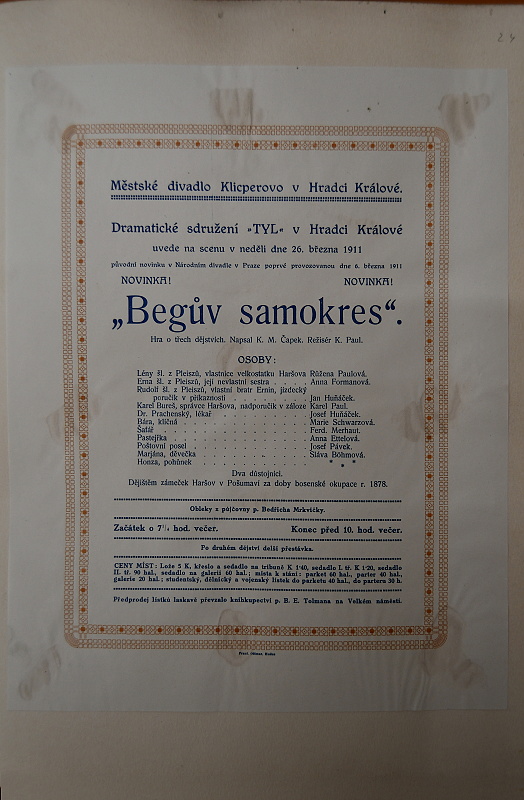 24
Městské divadlo Klicperovo v Hradci Králové.
Dramatické sdružení »TYL« v Hradci Králové
uvede na scenu v neděli dne 26. března 1911
původní novinku v Národním divadle v Praze poprvé provozovanou dne 6. března 1911
NOVINKA! NOVINKA!
„Begův samokres“.
Hra o třech dějstvích. Napsal K. M. Čapek. Režisér K. Paul.
OSOBY:
Lény šl. z Pleiszů, vlastnice velkostatku Haršova Růžena Paulová.
Erna šl. z Pleiszů, její nevlastní sestra . . . . Anna Formanová.
Rudolf šl. z Pleiszů, vlastní bratr Ernin, jízdecký
poručík v příkaznosti . . . . . . . Jan Huňáček.
Karel Bureš, správce Haršova, nadporučík v záloze Karel Paul.
Dr. Prachenský, lékař . . . . . . . Josef Huňáček.
Bára, klíčná . . . . . . . Marie Schwarzová.
Šafář . . . . . . . Ferd. Merhaut.
Pastejřka . . . . . . . Anna Ettelová.
Poštovní posel . . . . . . . Josef Pávek.
Marjána, děvečka . . . . . . . Sláva Böhmová.
Honza, pohůnek . . . . . . . * * *
Dva důstojníci.
Dějištěm zámeček Haršov v Pošumaví za doby bosenské okupace r. 1878.
Obleky z půjčovny p. Bedřicha Mrkvičky.
Začátek o 7¼ hod. večer. Konec před 10. hod. večer.
Po druhém dějství delší přestávka.
CENY MÍST: Lože 5 K, křeslo a sedadlo na tribuně K 1·40, sedadlo I. tř. K 1·20, sedadlo
II. tř. 90 hal., sedadlo na galerii 60 hal.; místa k stání: parket 60 hal., parter 40 hal.,
galerie 20 hal.; studentský, dělnický a vojenský lístek do parketu 40 hal., do parteru 30 h.
Předprodej lístků laskavě převzalo knihkupectví p. B. E. Tolmana na Velkém náměstí.